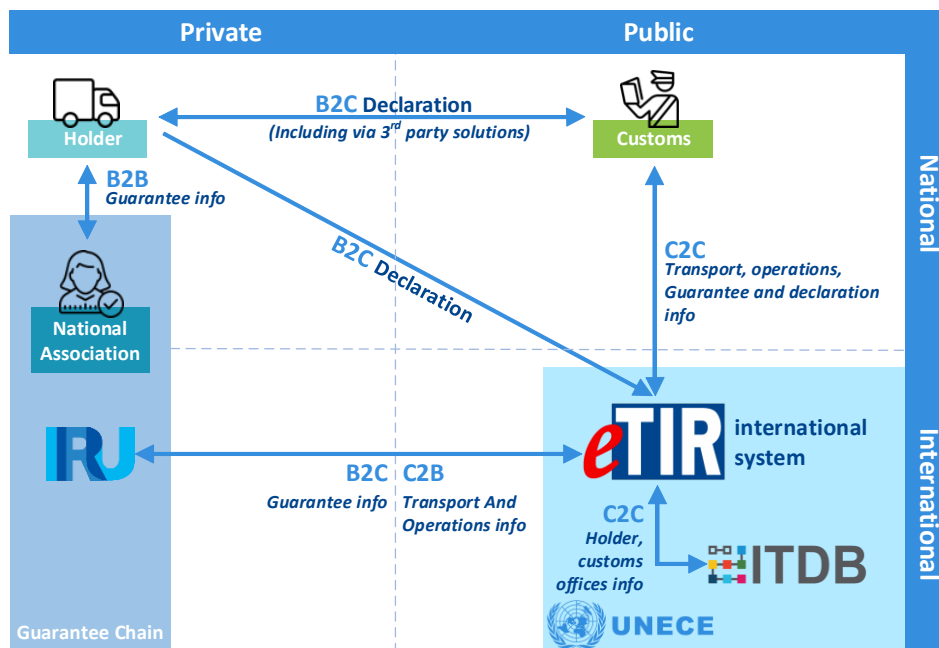 Private
Public
National
International
B2C Declaration
(Including via 3rd party solutions)
Holder
Customs
B2B
Guarantee info
B2C Declaration
C2C
Transport, operations,
Guarantee and declaration
info
National
Association
IRU
eTIR
international
system
B2C
Guarantee info
C2B
Transport And
Operations info
C2C
Holder,
customs
offices info
ITDB
UNECE
Guarantee Chain